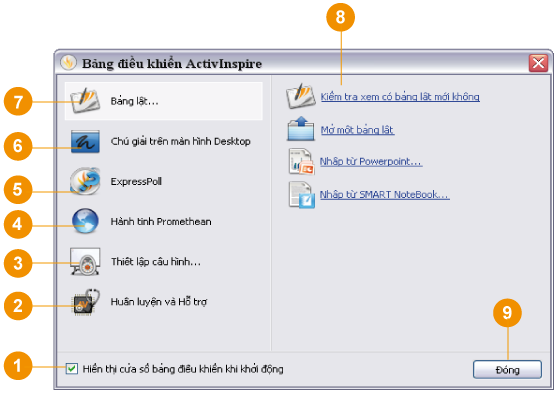 8
Bảng điều khiển ActivInspire
7
Bảng lật...
Kiểm tra xem có bảng lật mới không
6
Chú giải trên màn hình Desktop
Mở một bảng lật
5
ExpressPoll
Nhập từ Powerpoint...
4
Hành tinh Promethean
Nhập từ SMART NoteBook...
3
Thiết lập cấu hình...
2
Huấn luyện và Hỗ trợ
9
1
Hiển thị cửa sổ bảng điều khiển khi khởi động
Đóng